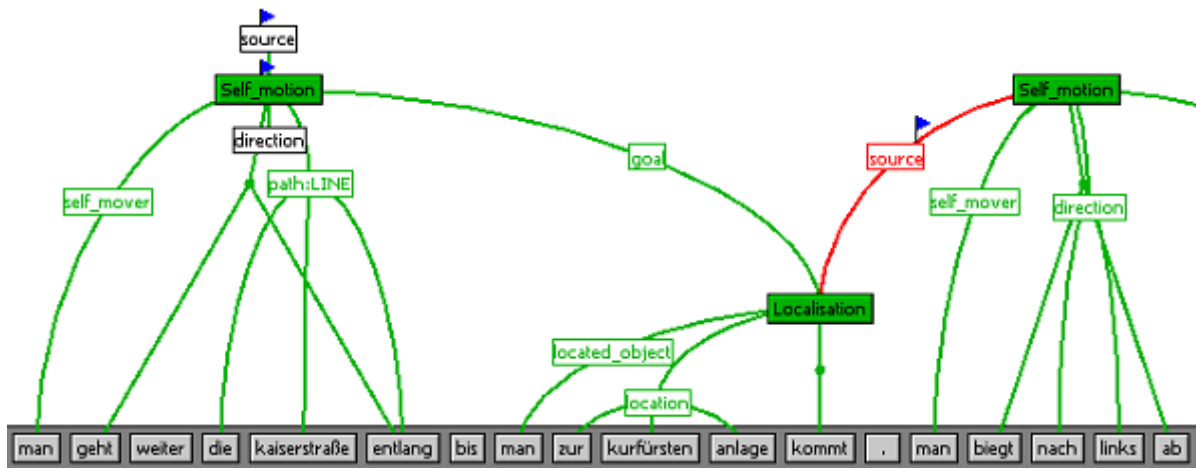 source
Self_motion
Self_motion
direction
goal
source
path:LINE
self_mover
self_mover
direction
Localisation
located_object
location
man geht weiter die kaiserstraße entlang bis man zur kurfürsten anlage kommt . man biegt nach links ab